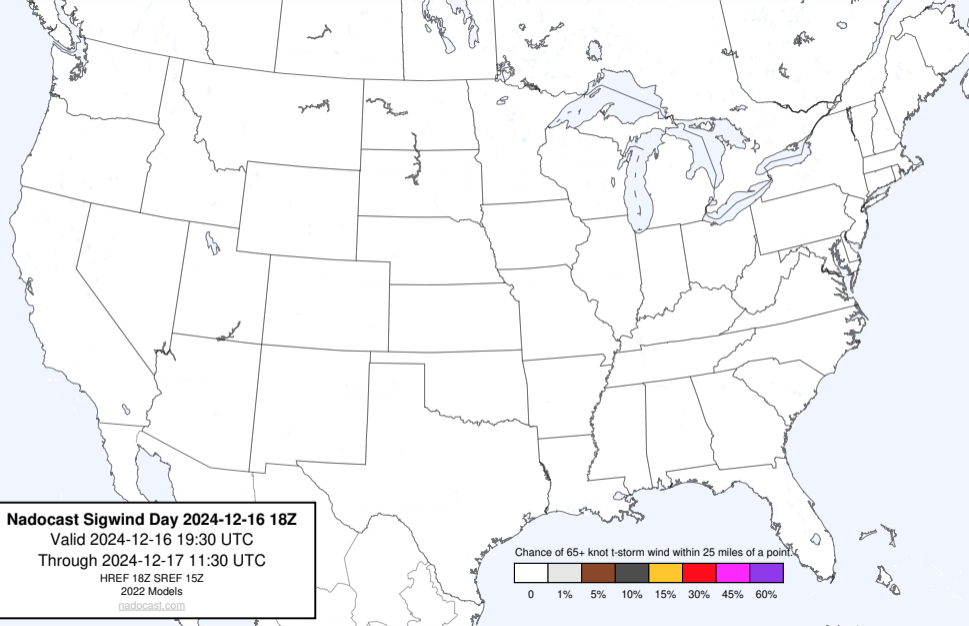 Nadocast Sigwind Day 2024-12-16 18Z
Valid 2024-12-16 19:30 UTC
Through 2024-12-17 11:30 UTC
HREF 18Z SREF 15Z
2022 Models
nadocast.com
Chance of 65+ knot t-storm wind within 25 miles of a point.
0 1% 5% 10% 15% 30% 45% 60%